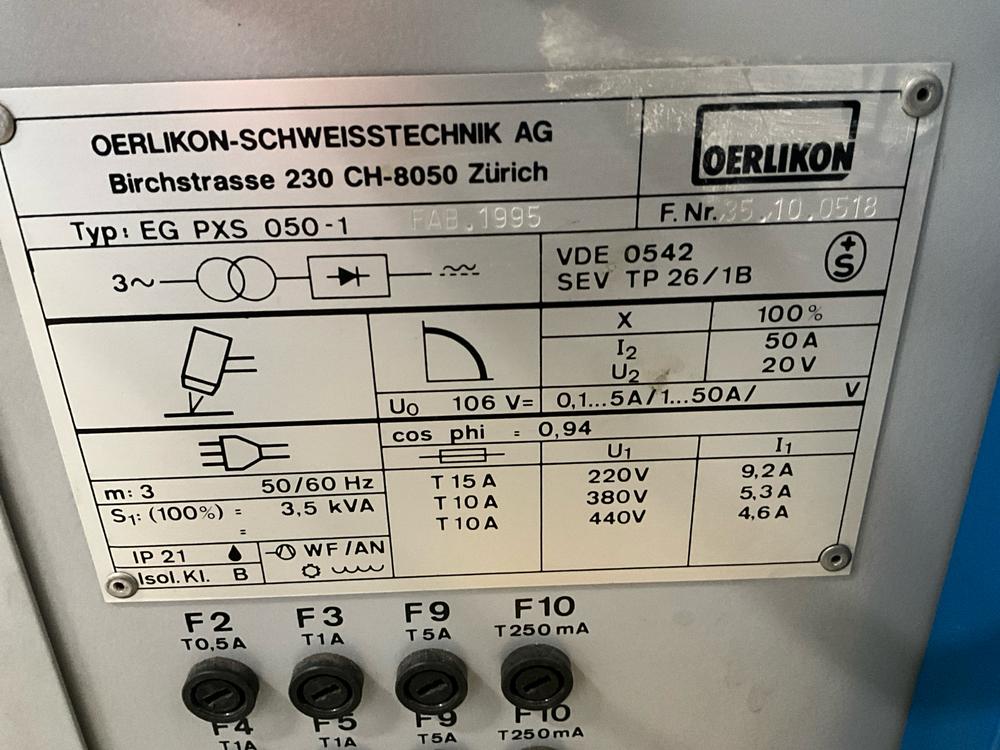 OERLIKON-SCHWEISSTECHNIK AG
Birchstrasse 230 CH-8050 Zürich
OERLIKON
Typ: EG PXS 050-1 FAB.1995
F. Nr. 35.10.0518
3~
VDE 0542
SEV TP 26/1B
+S
X 100%
I2 50 A
U2 20 V
U0 106 V=
0,1...5A/1...50A/ V
cos phi = 0,94
U1 I1
m: 3 50/60 Hz
T 15 A 220V 9,2 A
T 10 A 380V 5,3 A
T 10 A 440V 4,6 A
S1: (100%) = 3,5 kVA
=
IP 21
WF/AN
Isol. Kl. B
F2 F3 F9 F10
T0,5A T1A T5A T250mA
F4 F5 F9 F10
T1A T1A T5A T250mA